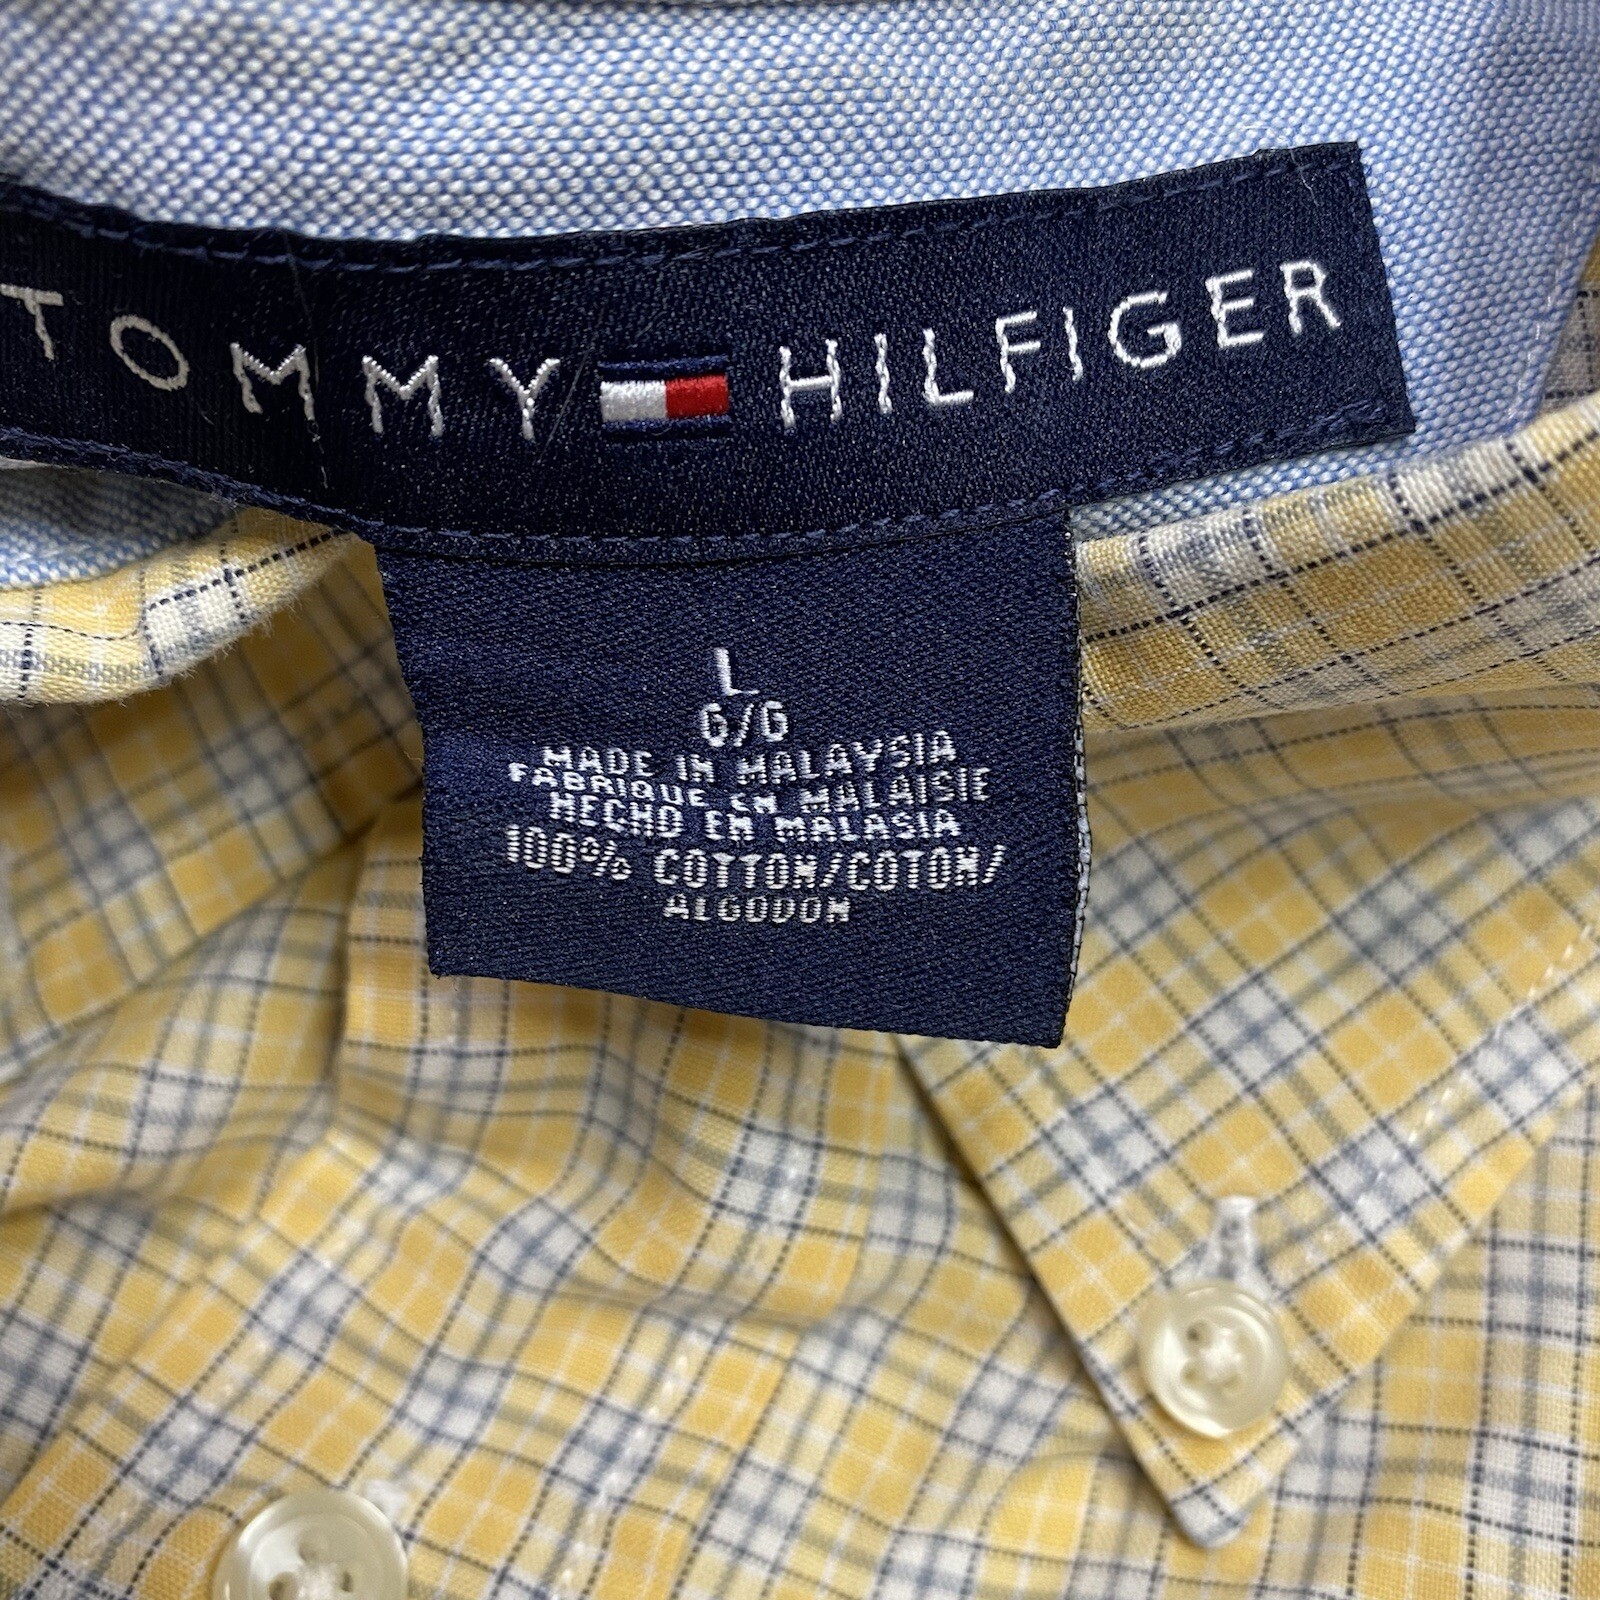 TOMMY HILFIGER
L
G/G
MADE IN MALAYSIA
FABRIQUE EN MALAISIE
HECHO EN MALASIA
100% COTTON/COTON/
ALGODON